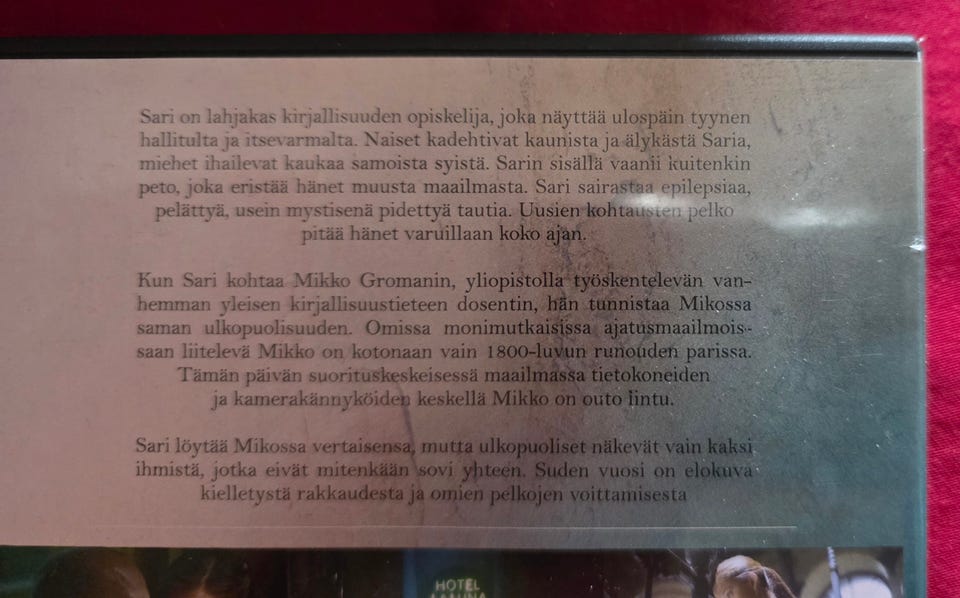 Sari on lahjakas kirjallisuuden opiskelija, joka näyttää ulospäin tyynen
hallitulta ja itsevarmalta. Naiset kadehtivat kaunista ja älykästä Saria,
miehet ihailevat kaukaa samoista syistä. Sarin sisällä vaanii kuitenkin
peto, joka eristää hänet muusta maailmasta. Sari sairastaa epilepsiaa,
pelättyä, usein mystisenä pidettyä tautia. Uusien kohtausten pelko
pitää hänet varuillaan koko ajan.
Kun Sari kohtaa Mikko Gromanin, yliopistolla työskentelevän van-
hemman yleisen kirjallisuustieteen dosentin, hän tunnistaa Mikossa
saman ulkopuolisuuden. Omissa monimutkaisissa ajatusmaailmois-
saan liitelevä Mikko on kotonaan vain 1800-luvun runouden parissa.
Tämän päivän suorituskeskeisessä maailmassa tietokoneiden
ja kamerakännyköiden keskellä Mikko on outo lintu.
Sari löytää Mikossa vertaisensa, mutta ulkopuoliset näkevät vain kaksi
ihmistä, jotka eivät mitenkään sovi yhteen. Suden vuosi on elokuva
kielletystä rakkaudesta ja omien pelkojen voittamisesta
HOTEL